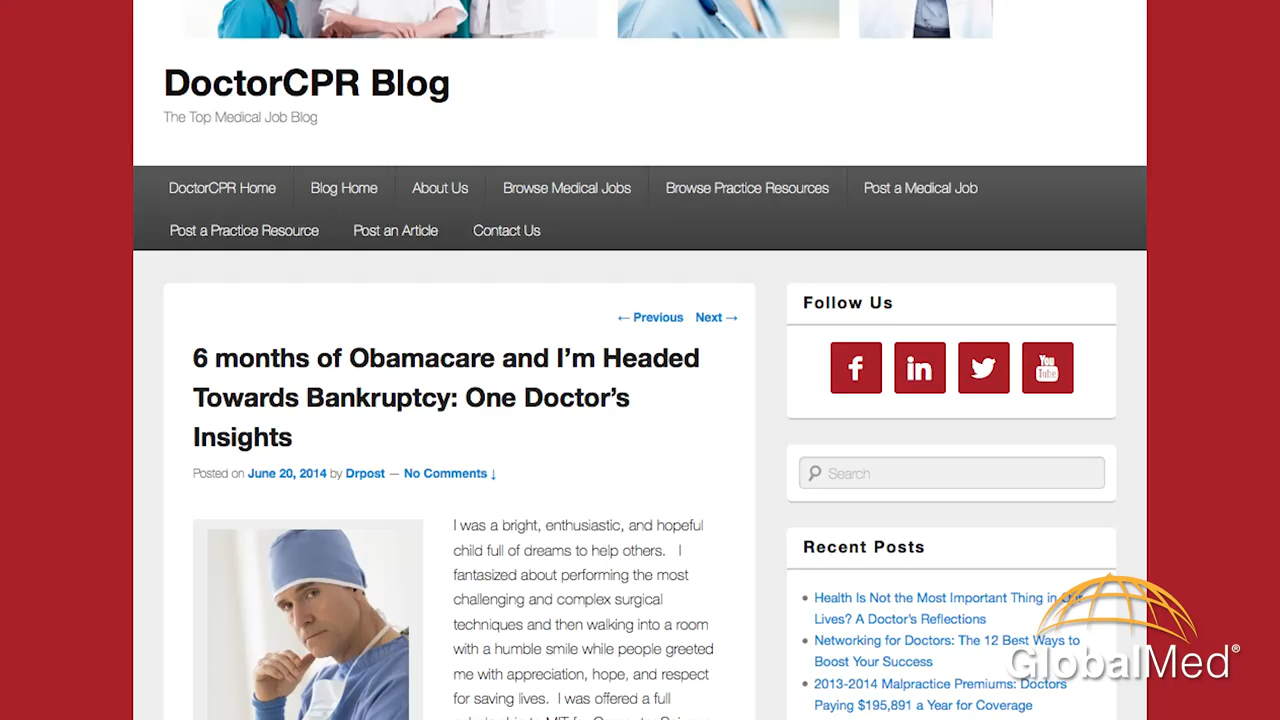 DoctorCPR Blog
The Top Medical Job Blog
DoctorCPR Home Blog Home About Us Browse Medical Jobs Browse Practice Resources Post a Medical Job
Post a Practice Resource Post an Article Contact Us
← Previous Next →
6 months of Obamacare and I’m Headed
Towards Bankruptcy: One Doctor’s
Insights
Posted on June 20, 2014 by Drpost — No Comments ↓
I was a bright, enthusiastic, and hopeful
child full of dreams to help others. I
fantasized about performing the most
challenging and complex surgical
techniques and then walking into a room
with a humble smile while people greeted
me with appreciation, hope, and respect
for saving lives. I was offered a full
Follow Us
f in You Tube
Search
Recent Posts
Health Is Not the Most Important Thing in
Lives? A Doctor's Reflections
Networking for Doctors: The 12 Best Ways to
Boost Your Success
2013-2014 Malpractice Premiums: Doctors
Paying $195,891 a Year for Coverage
GlobalMed®